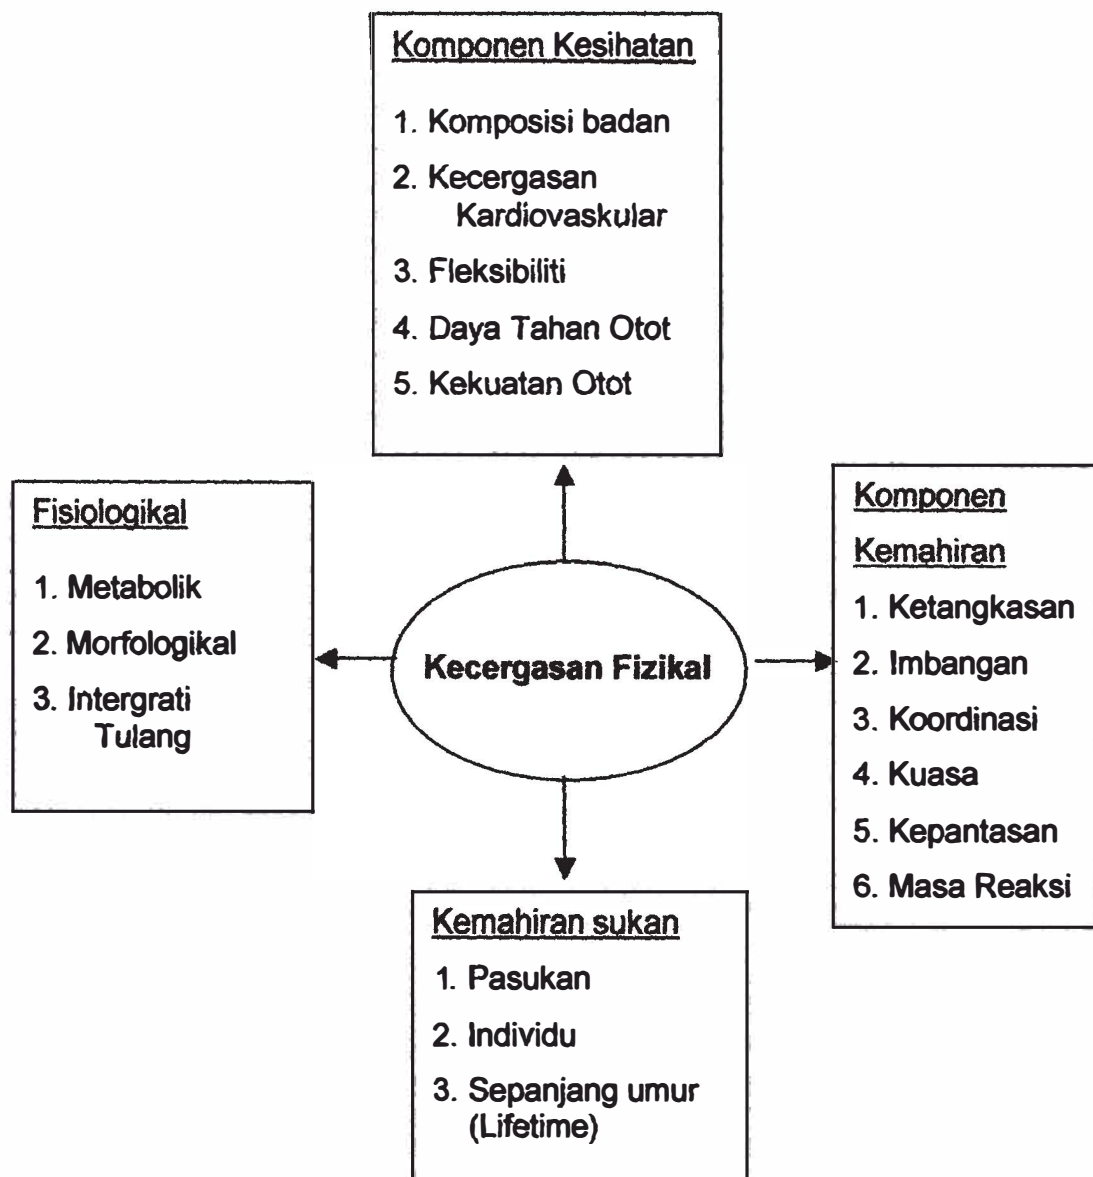 Komponen Kesihatan
1. Komposisi badan
2. Kecergasan
Kardiovaskular
3. Fleksibiliti
4. Daya Tahan Otot
5. Kekuatan Otot
Fisiologikal
1. Metabolik
2. Morfologikal
3. Intergrati
Tulang
Kecergasan Fizikal
Komponen
Kemahiran
1. Ketangkasan
2. Imbangan
3. Koordinasi
4. Kuasa
5. Kepantasan
6. Masa Reaksi
Kemahiran sukan
1. Pasukan
2. Individu
3. Sepanjang umur
(Lifetime)